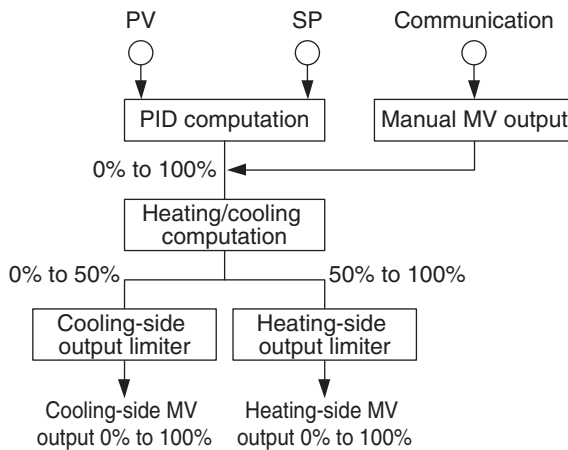 PV
SP
Communication
PID computation
Manual MV output
0% to 100%
Heating/cooling
computation
0% to 50%
50% to 100%
Cooling-side
output limiter
Heating-side
output limiter
Cooling-side MV
output 0% to 100%
Heating-side MV
output 0% to 100%